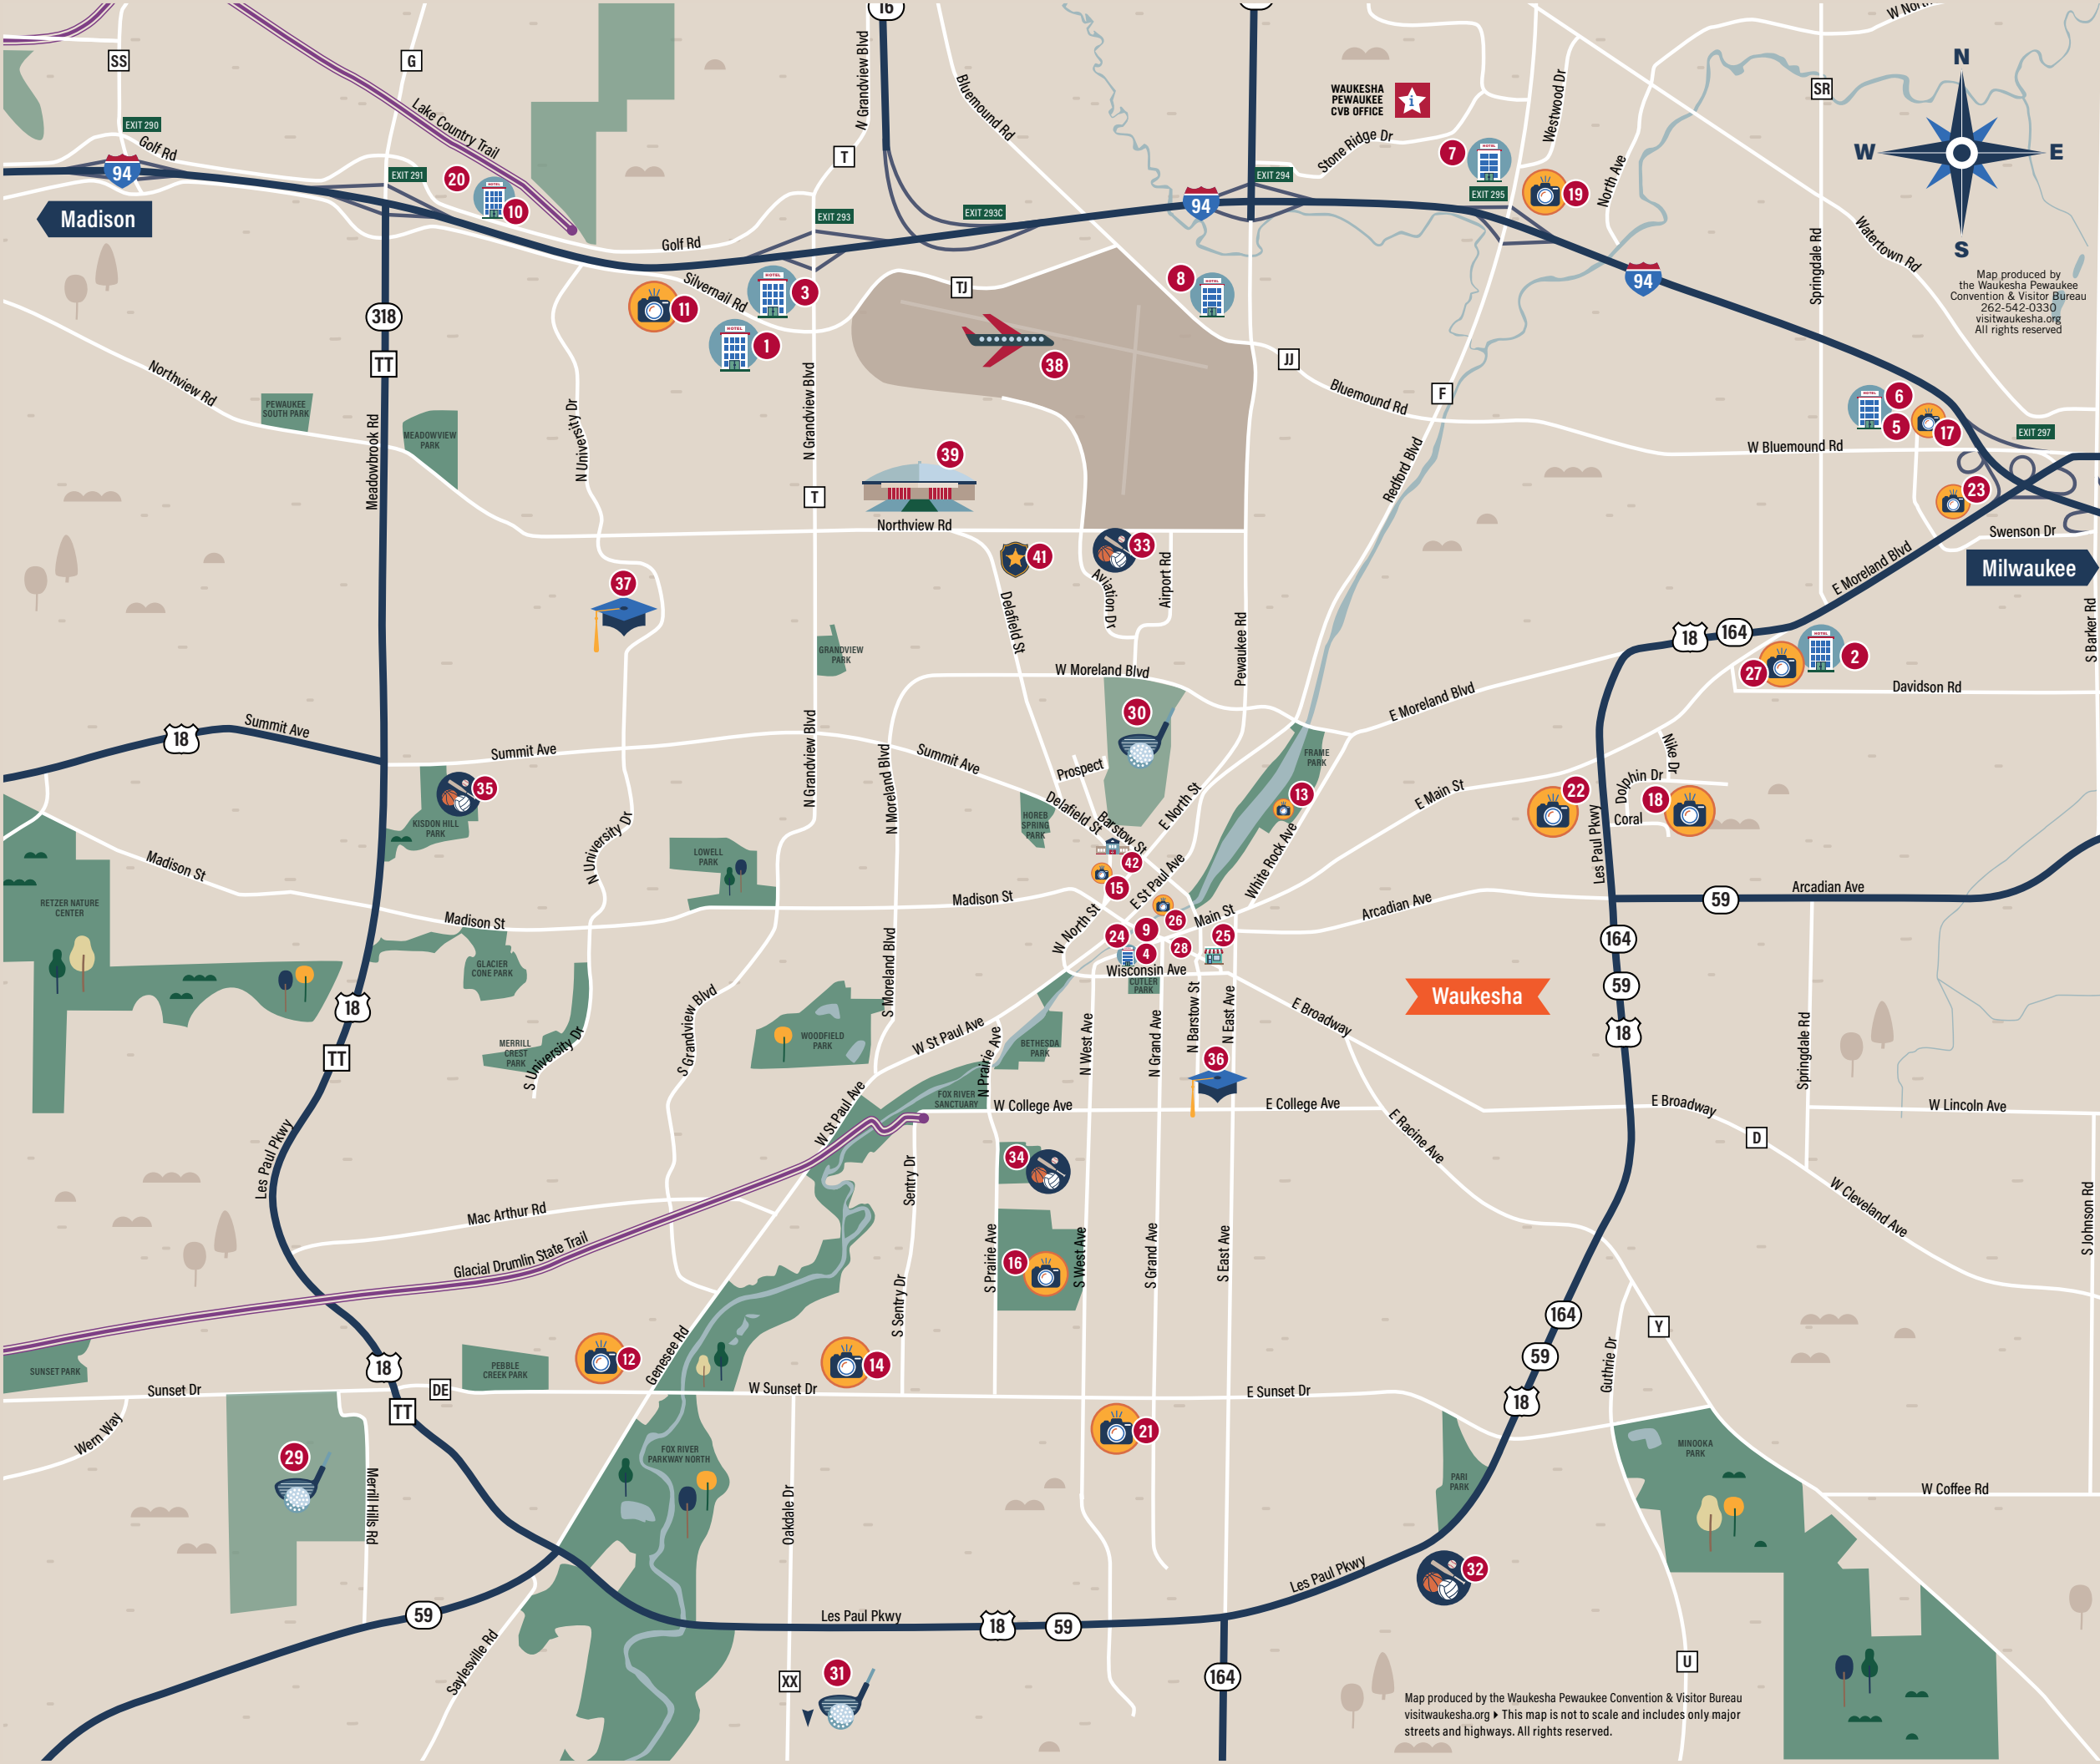 16
SS
G
Lake Country Trail
EXIT 290
Golf Rd
94
Madison
EXIT 291
20
HOTEL
10
N Grandview Blvd
T
Bluemound Rd
EXIT 293
EXIT 293C
Golf Rd
Silvernail Rd
11
HOTEL
3
HOTEL
1
TJ
38
94
EXIT 294
WAUKESHA
PEWAUKEE
CVB OFFICE
i
Stone Ridge Dr
7
HOTEL
EXIT 295
Westwood Dr
19
North Ave
8
HOTEL
JJ
Bluemound Rd
F
94
SR
Springdale Rd
Watertown Rd
N
W
E
S
Map produced by
the Waukesha Pewaukee
Convention & Visitor Bureau
262-542-0330
visitwaukesha.org
All rights reserved
HOTEL
6
5
17
EXIT 297
W Bluemound Rd
23
Swenson Dr
E Moreland Blvd
Milwaukee
S Barker Rd
318
TT
Northview Rd
PEWAUKEE
SOUTH PARK
Meadowbrook Rd
MEADOWVIEW
PARK
N University Dr
N Grandview Blvd
T
39
Northview Rd
41
33
Aviation Dr
Airport Rd
Delafield St
Pewaukee Rd
Redford Blvd
37
GRANDVIEW
PARK
W Moreland Blvd
E Moreland Blvd
18
164
27
HOTEL
2
Davidson Rd
18
Summit Ave
Summit Ave
35
KISDON HILL
PARK
N Grandview Blvd
N Moreland Blvd
Summit Ave
30
Prospect
Delafield St
Barstow St
E North St
FRAME
PARK
13
HOREB
SPRING
PARK
White Rock Ave
E Main St
22
Nike Dr
Dolphin Dr
18
Coral
Les Paul Pkwy
Madison St
RETZER NATURE
CENTER
Madison St
N University Dr
LOWELL
PARK
Madison St
42
15
E St Paul Ave
W North St
26
24
9
4
28
Main St
25
Wisconsin Ave
CUTLER
PARK
Arcadian Ave
59
Arcadian Ave
164
59
18
Waukesha
GLACIER
CONE PARK
18
TT
MERRILL
CREST
PARK
S University Dr
S Grandview Blvd
S Moreland Blvd
WOODFIELD
PARK
W St Paul Ave
N Prairie Ave
BETHESDA
PARK
N West Ave
N Grand Ave
N Barstow St
N East Ave
E Broadway
36
FOX RIVER
SANCTUARY
W College Ave
E College Ave
E Racine Ave
E Broadway
D
Springdale Rd
W Lincoln Ave
W Cleveland Ave
S Johnson Rd
Les Paul Pkwy
W St Paul Ave
Mac Arthur Rd
Glacial Drumlin State Trail
Sentry Dr
S Sentry Dr
34
16
S Prairie Ave
S West Ave
S Grand Ave
S East Ave
164
59
18
Guthrie Dr
Y
SUNSET PARK
18
TT
DE
PEBBLE
CREEK PARK
12
Genesee Rd
14
Sunset Dr
W Sunset Dr
E Sunset Dr
Wern Way
29
Merrill Hills Rd
FOX RIVER
PARKWAY NORTH
Oakdale Dr
21
PARI
PARK
MINOOKA
PARK
W Coffee Rd
32
Les Paul Pkwy
59
Les Paul Pkwy
18
59
164
Saylesville Rd
XX
31
U
Map produced by the Waukesha Pewaukee Convention & Visitor Bureau
visitwaukesha.org This map is not to scale and includes only major
streets and highways. All rights reserved.